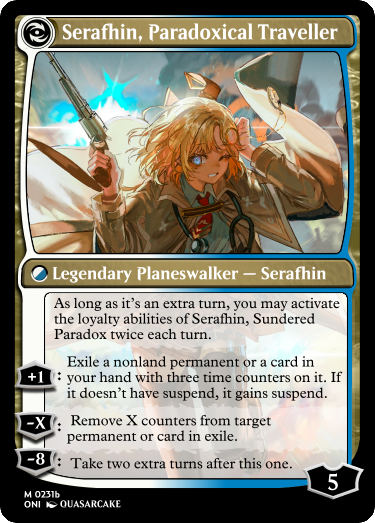 Serafhin, Paradoxical Traveller
Legendary Planeswalker — Serafhin
As long as it's an extra turn, you may activate
the loyalty abilities of Serafhin, Sundered
Paradox twice each turn.
+1: Exile a nonland permanent or a card in
your hand with three time counters on it. If
it doesn't have suspend, it gains suspend.
-X: Remove X counters from target
permanent or card in exile.
-8: Take two extra turns after this one.
5
M 0231b
ONI QUASARCAKE